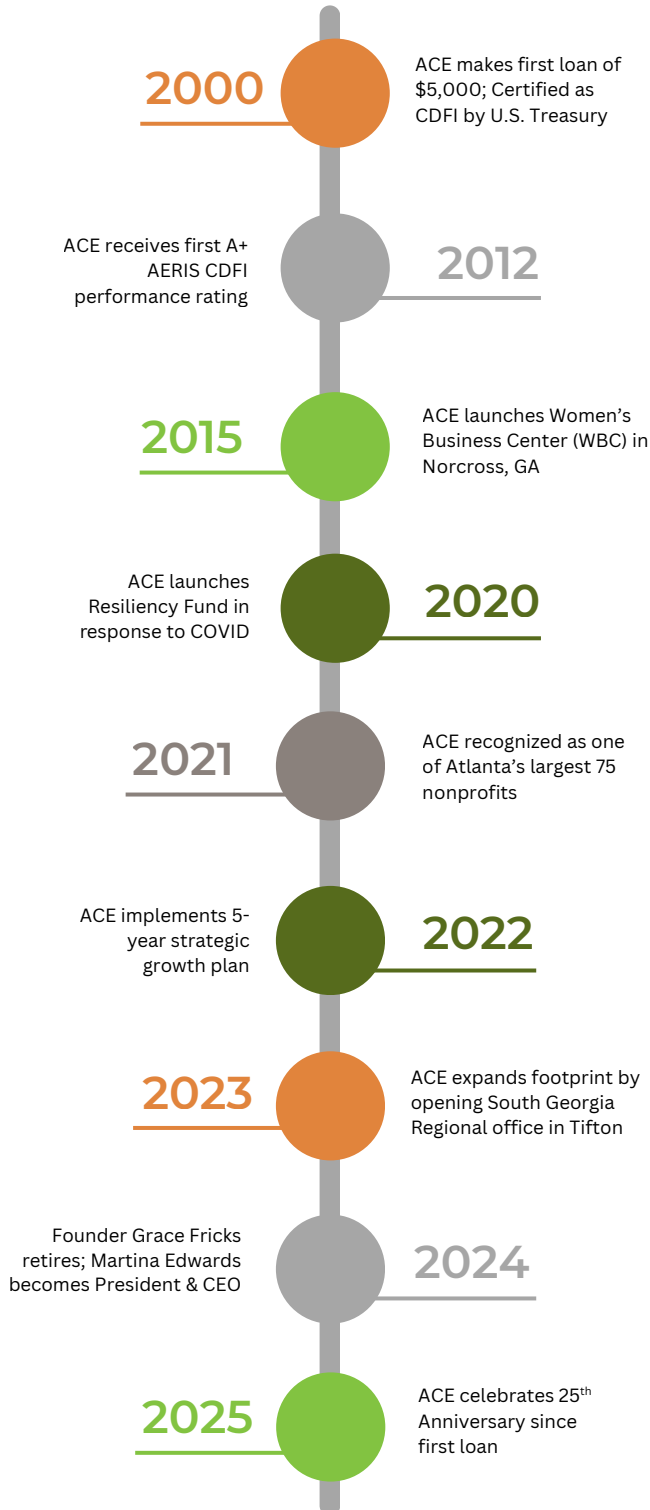 2000
ACE makes first loan of
$5,000; Certified as
CDFI by U.S. Treasury
ACE receives first A+
AERIS CDFI
performance rating
2012
2015
ACE launches Women’s
Business Center (WBC) in
Norcross, GA
ACE launches
Resiliency Fund in
response to COVID
2020
2021
ACE recognized as one
of Atlanta’s largest 75
nonprofits
ACE implements 5-
year strategic
growth plan
2022
2023
ACE expands footprint by
opening South Georgia
Regional office in Tifton
Founder Grace Fricks
retires; Martina Edwards
becomes President & CEO
2024
2025
ACE celebrates 25th
Anniversary since
first loan